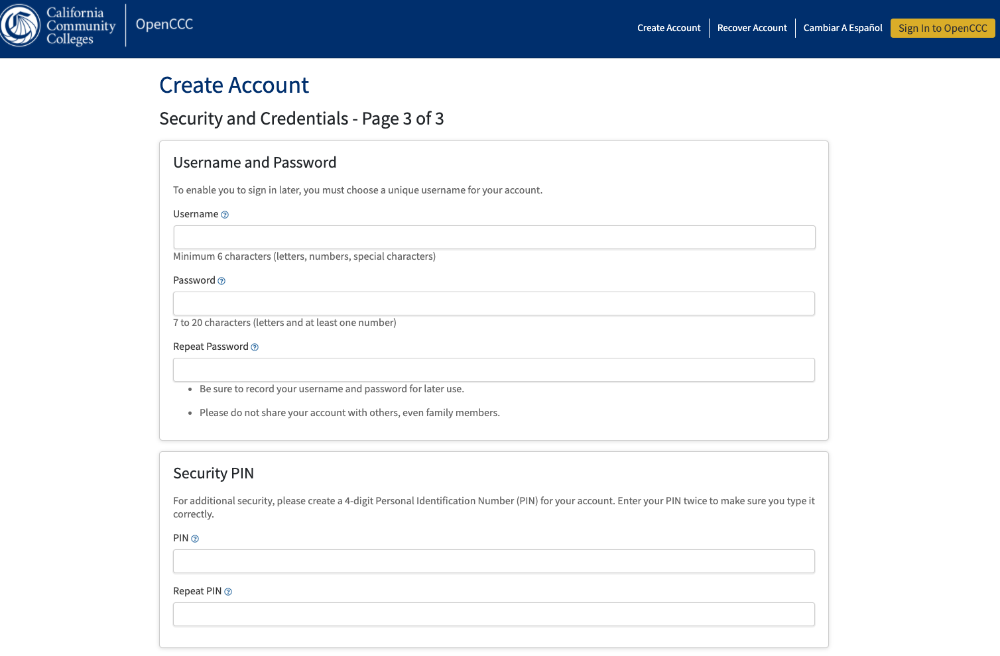 California
Community
Colleges
OpenCCC
Create Account
Recover Account
Cambiar A Español
Sign In to OpenCCC
Create Account
Security and Credentials - Page 3 of 3
Username and Password
To enable you to sign in later, you must choose a unique username for your account.
Username
Minimum 6 characters (letters, numbers, special characters)
Password
7 to 20 characters (letters and at least one number)
Repeat Password
• Be sure to record your username and password for later use.
• Please do not share your account with others, even family members.
Security PIN
For additional security, please create a 4-digit Personal Identification Number (PIN) for your account. Enter your PIN twice to make sure you type it
correctly.
PIN
Repeat PIN